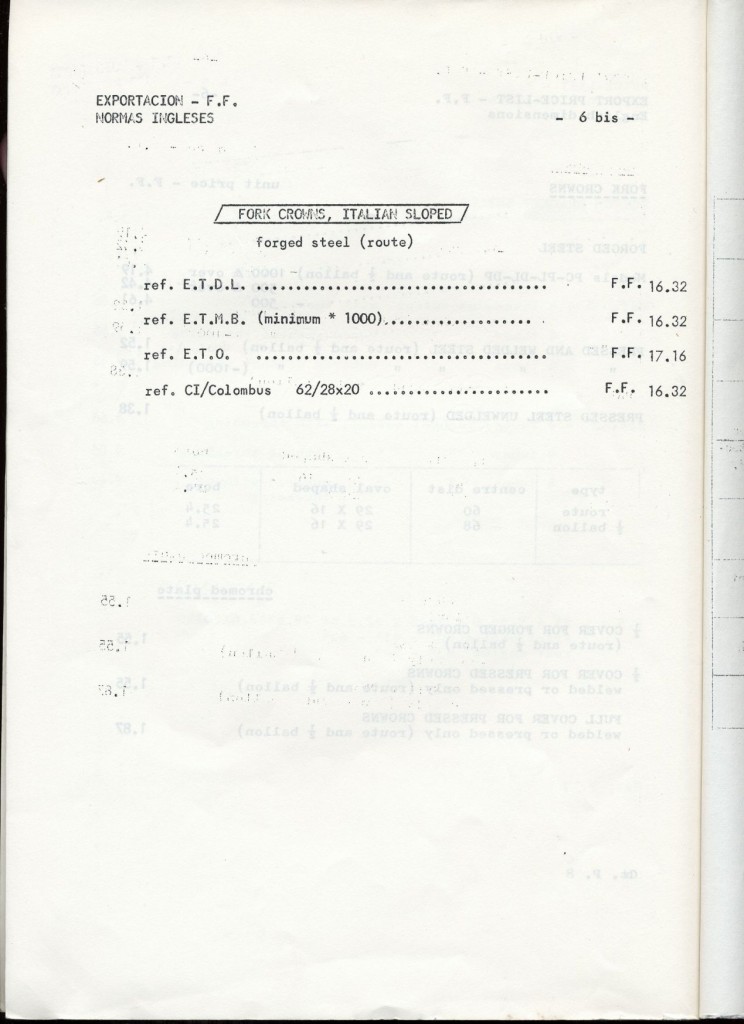 EXPORTACION - F.F.
NORMAS INGLESES - 6 bis -
FORK CROWNS, ITALIAN SLOPED
forged steel (route)
ref. E.T.D.L. .................................... F.F. 16.32
ref. E.T.M.B. (minimum * 1000)................... F.F. 16.32
ref. E.T.O. .................................... F.F. 17.16
ref. CI/Colombus 62/28x20 ....................... F.F. 16.32